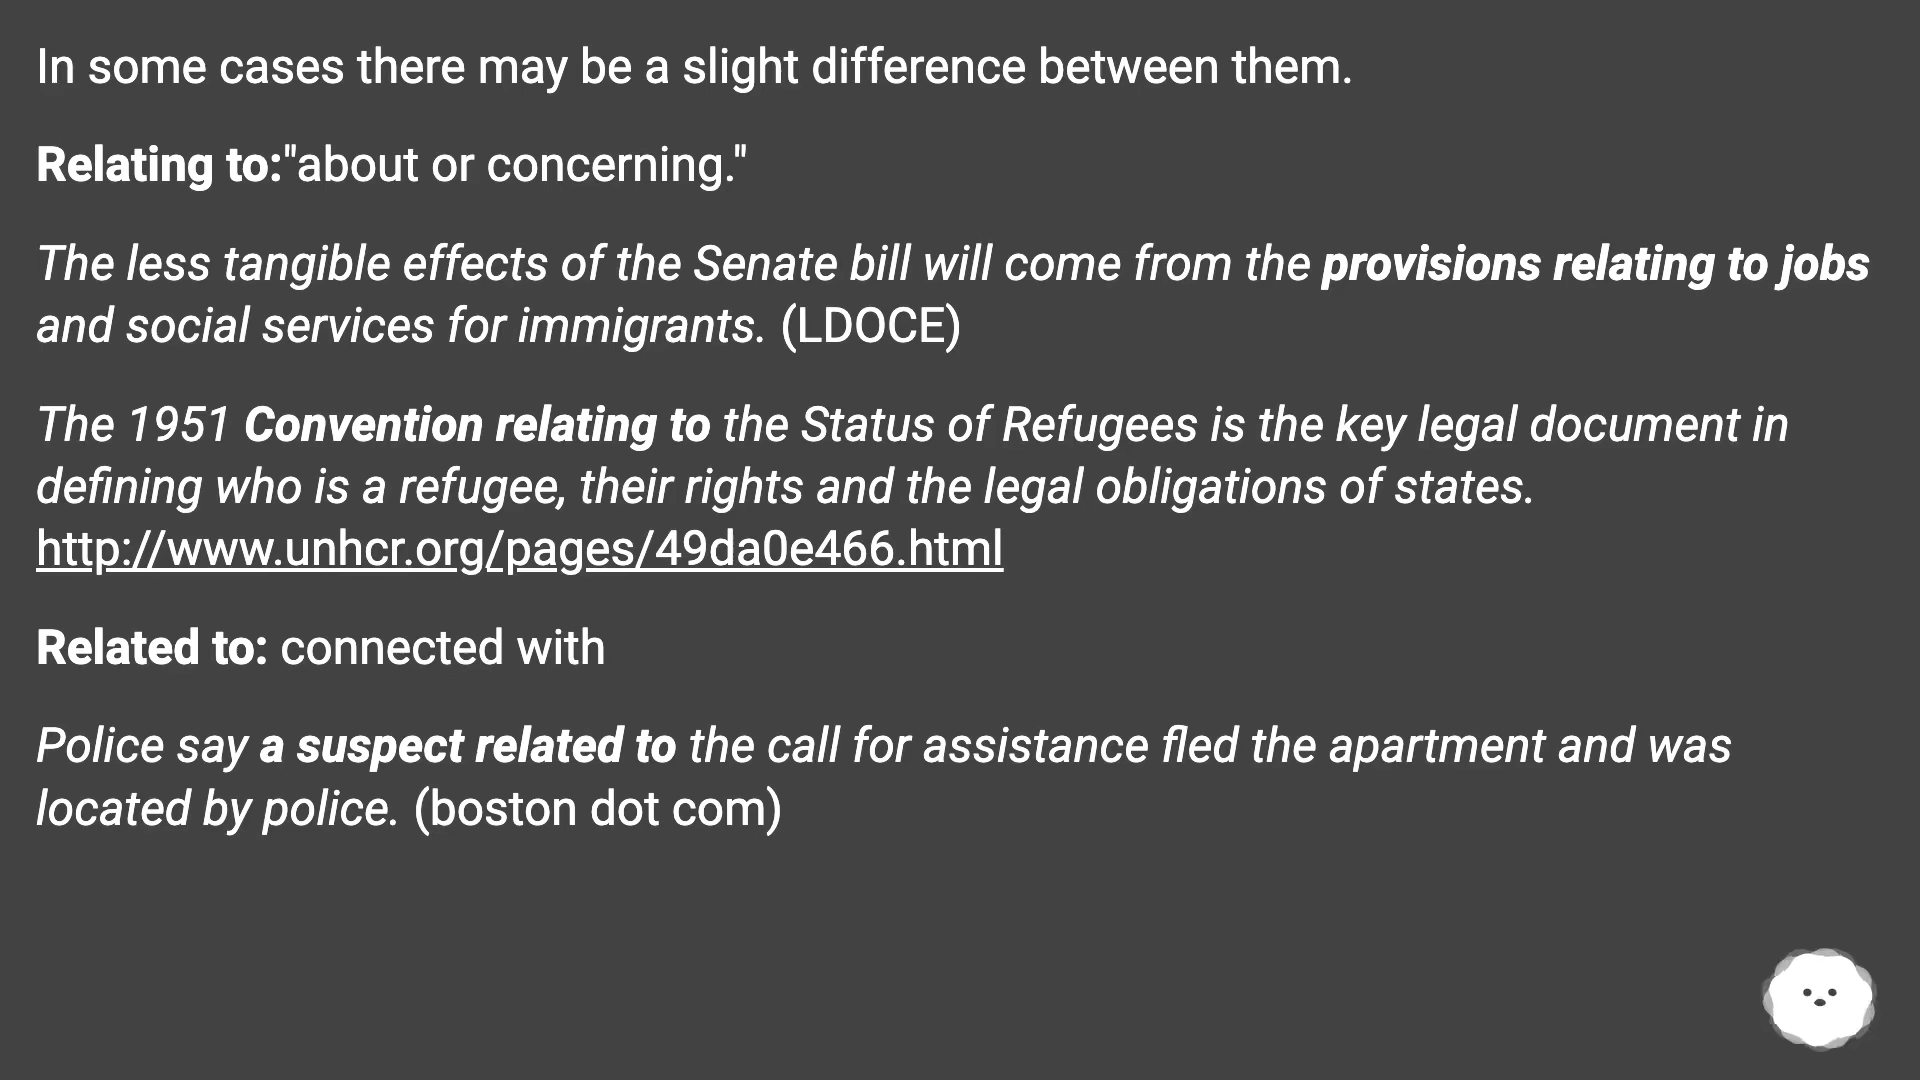 In some cases there may be a slight difference between them.
Relating to:"about or concerning."
The less tangible effects of the Senate bill will come from the provisions relating to jobs
and social services for immigrants. (LDOCE)
The 1951 Convention relating to the Status of Refugees is the key legal document in
defining who is a refugee, their rights and the legal obligations of states.
http://www.unhcr.org/pages/49da0e466.html
Related to: connected with
Police say a suspect related to the call for assistance fled the apartment and was
located by police. (boston dot com)